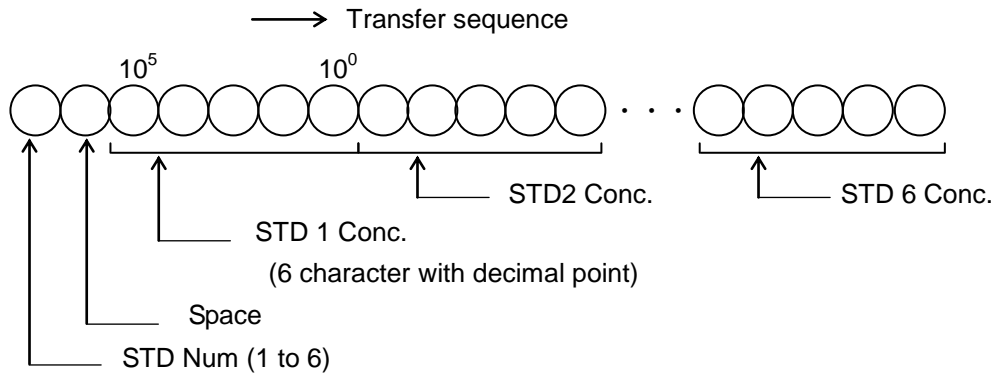 Transfer sequence
10⁵ 10⁰
· · ·
STD2 Conc. STD 6 Conc.
STD 1 Conc.
(6 character with decimal point)
Space
STD Num (1 to 6)